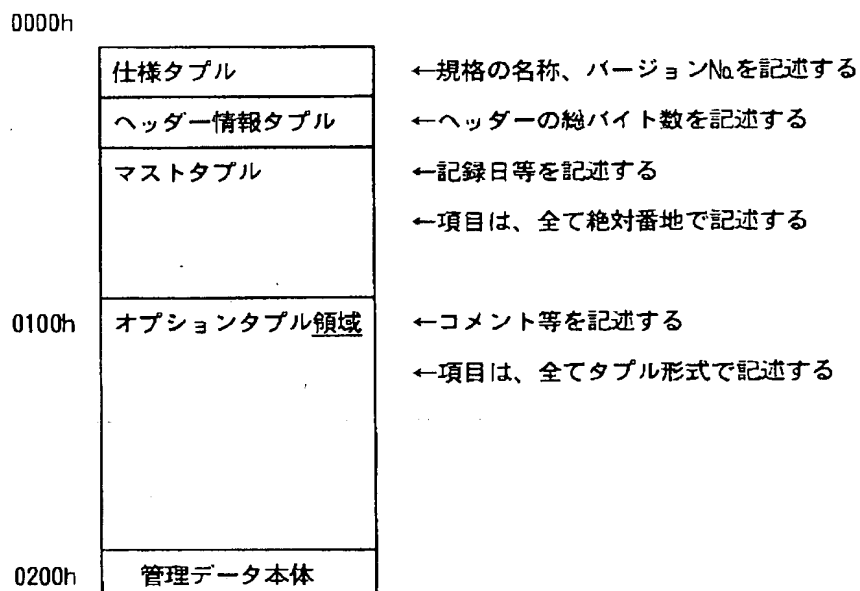 0000h
仕様タプル ←規格の名称、バージョン№を記述する
ヘッダー情報タプル ←ヘッダーの総バイト数を記述する
マストタプル ←記録日等を記述する
←項目は、全て絶対番地で記述する
0100h オプションタプル領域 ←コメント等を記述する
←項目は、全てタプル形式で記述する
0200h 管理データ本体